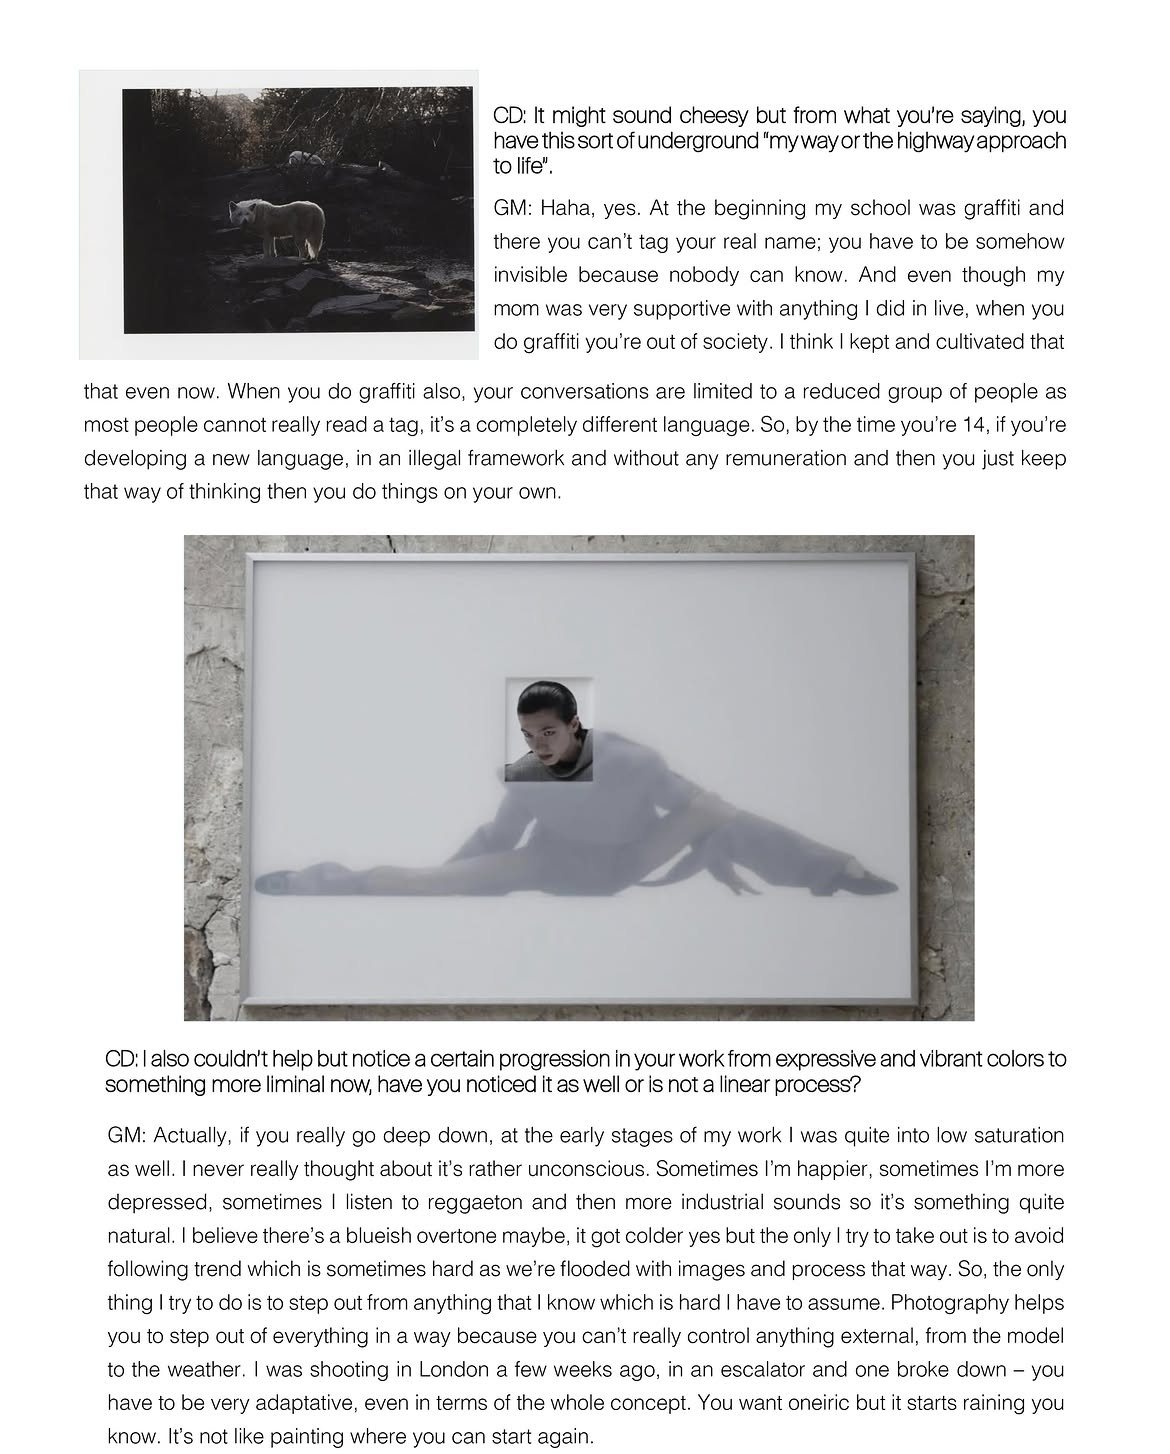 CD: It might sound cheesy but from what you're saying, you
have this sort of underground "my way or the highway approach
to life".
GM: Haha, yes. At the beginning my school was graffiti and
there you can't tag your real name; you have to be somehow
invisible because nobody can know. And even though my
mom was very supportive with anything I did in live, when you
do graffiti you're out of society. I think I kept and cultivated that
that even now. When you do graffiti also, your conversations are limited to a reduced group of people as
most people cannot really read a tag, it's a completely different language. So, by the time you're 14, if you're
developing a new language, in an illegal framework and without any remuneration and then you just keep
that way of thinking then you do things on your own.
CD: I also couldn't help but notice a certain progression in your work from expressive and vibrant colors to
something more liminal now, have you noticed it as well or is not a linear process?
GM: Actually, if you really go deep down, at the early stages of my work I was quite into low saturation
as well. I never really thought about it's rather unconscious. Sometimes I'm happier, sometimes I'm more
depressed, sometimes I listen to reggaeton and then more industrial sounds so it's something quite
natural. I believe there's a blueish overtone maybe, it got colder yes but the only I try to take out is to avoid
following trend which is sometimes hard as we're flooded with images and process that way. So, the only
thing I try to do is to step out from anything that I know which is hard I have to assume. Photography helps
you to step out of everything in a way because you can't really control anything external, from the model
to the weather. I was shooting in London a few weeks ago, in an escalator and one broke down – you
have to be very adaptative, even in terms of the whole concept. You want oneiric but it starts raining you
know. It's not like painting where you can start again.